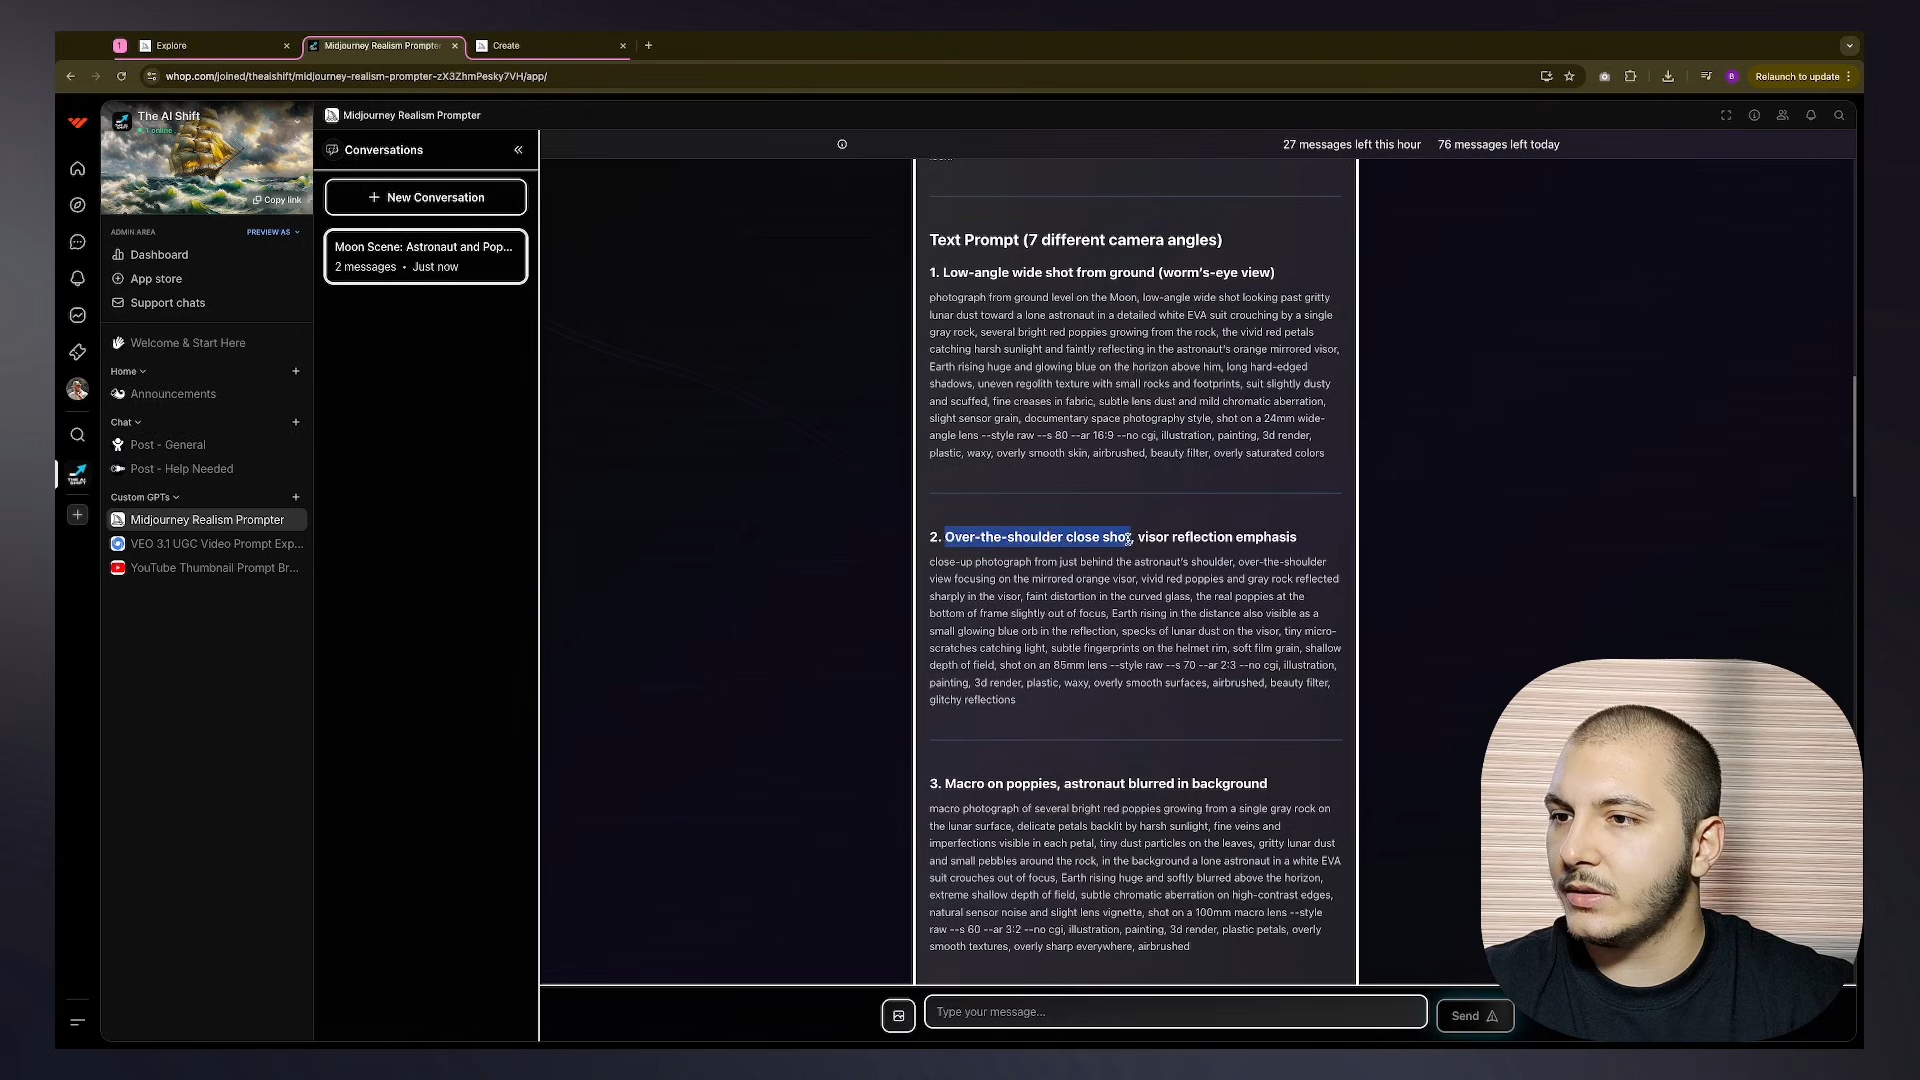 1
Explore
Midjourney Realism Prompter
Create
whop.com/joined/theaishift/midjourney-realism-prompter-zX3ZhmPesky7VH/app/
B
Relaunch to update
The AI Shift
1 online
Copy link
ADMIN AREA
PREVIEW AS
Dashboard
App store
Support chats
Welcome & Start Here
Home
Announcements
Chat
Post - General
Post - Help Needed
Custom GPTs
Midjourney Realism Prompter
VEO 3.1 UGC Video Prompt Exp...
YouTube Thumbnail Prompt Br...
THE AI
SHIFT
Midjourney Realism Prompter
Conversations
New Conversation
Moon Scene: Astronaut and Pop...
2 messages • Just now
27 messages left this hour
76 messages left today
Text Prompt (7 different camera angles)
1. Low-angle wide shot from ground (worm's-eye view)
photograph from ground level on the Moon, low-angle wide shot looking past gritty
lunar dust toward a lone astronaut in a detailed white EVA suit crouching by a single
gray rock, several bright red poppies growing from the rock, the vivid red petals
catching harsh sunlight and faintly reflecting in the astronaut's orange mirrored visor,
Earth rising huge and glowing blue on the horizon above him, long hard-edged
shadows, uneven regolith texture with small rocks and footprints, suit slightly dusty
and scuffed, fine creases in fabric, subtle lens dust and mild chromatic aberration,
slight sensor grain, documentary space photography style, shot on a 24mm wide-
angle lens --style raw --s 80 --ar 16:9 --no cgi, illustration, painting, 3d render,
plastic, waxy, overly smooth skin, airbrushed, beauty filter, overly saturated colors
2. Over-the-shoulder close shot, visor reflection emphasis
close-up photograph from just behind the astronaut's shoulder, over-the-shoulder
view focusing on the mirrored orange visor, vivid red poppies and gray rock reflected
sharply in the visor, faint distortion in the curved glass, the real poppies at the
bottom of frame slightly out of focus, Earth rising in the distance also visible as a
small glowing blue orb in the reflection, specks of lunar dust on the visor, tiny micro-
scratches catching light, subtle fingerprints on the helmet rim, soft film grain, shallow
depth of field, shot on an 85mm lens --style raw --s 70 --ar 2:3 --no cgi, illustration,
painting, 3d render, plastic, waxy, overly smooth surfaces, airbrushed, beauty filter,
glitchy reflections
3. Macro on poppies, astronaut blurred in background
macro photograph of several bright red poppies growing from a single gray rock on
the lunar surface, delicate petals backlit by harsh sunlight, fine veins and
imperfections visible in each petal, tiny dust particles on the leaves, gritty lunar dust
and small pebbles around the rock, in the background a lone astronaut in a white EVA
suit crouches out of focus, Earth rising huge and softly blurred above the horizon,
extreme shallow depth of field, subtle chromatic aberration on high-contrast edges,
natural sensor noise and slight lens vignette, shot on a 100mm macro lens --style
raw --s 60 --ar 3:2 --no cgi, illustration, painting, 3d render, plastic petals, overly
smooth textures, overly sharp everywhere, airbrushed
Type your message...
Send